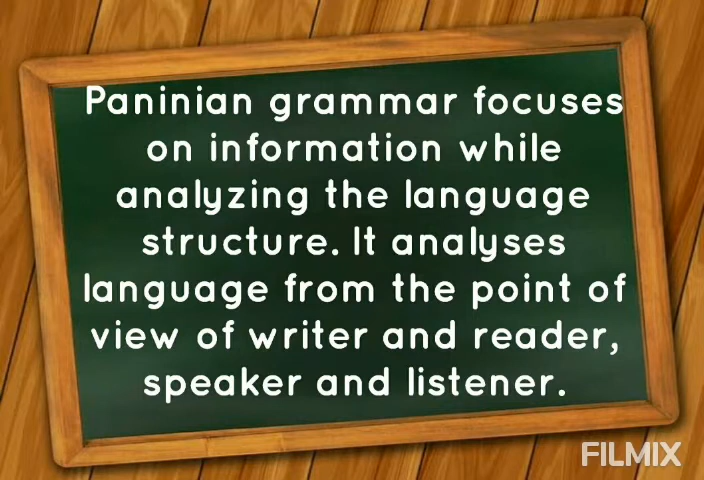 Paninian grammar focuses
on information while
analyzing the language
structure. It analyses
language from the point of
view of writer and reader,
speaker and listener.
FILMIX